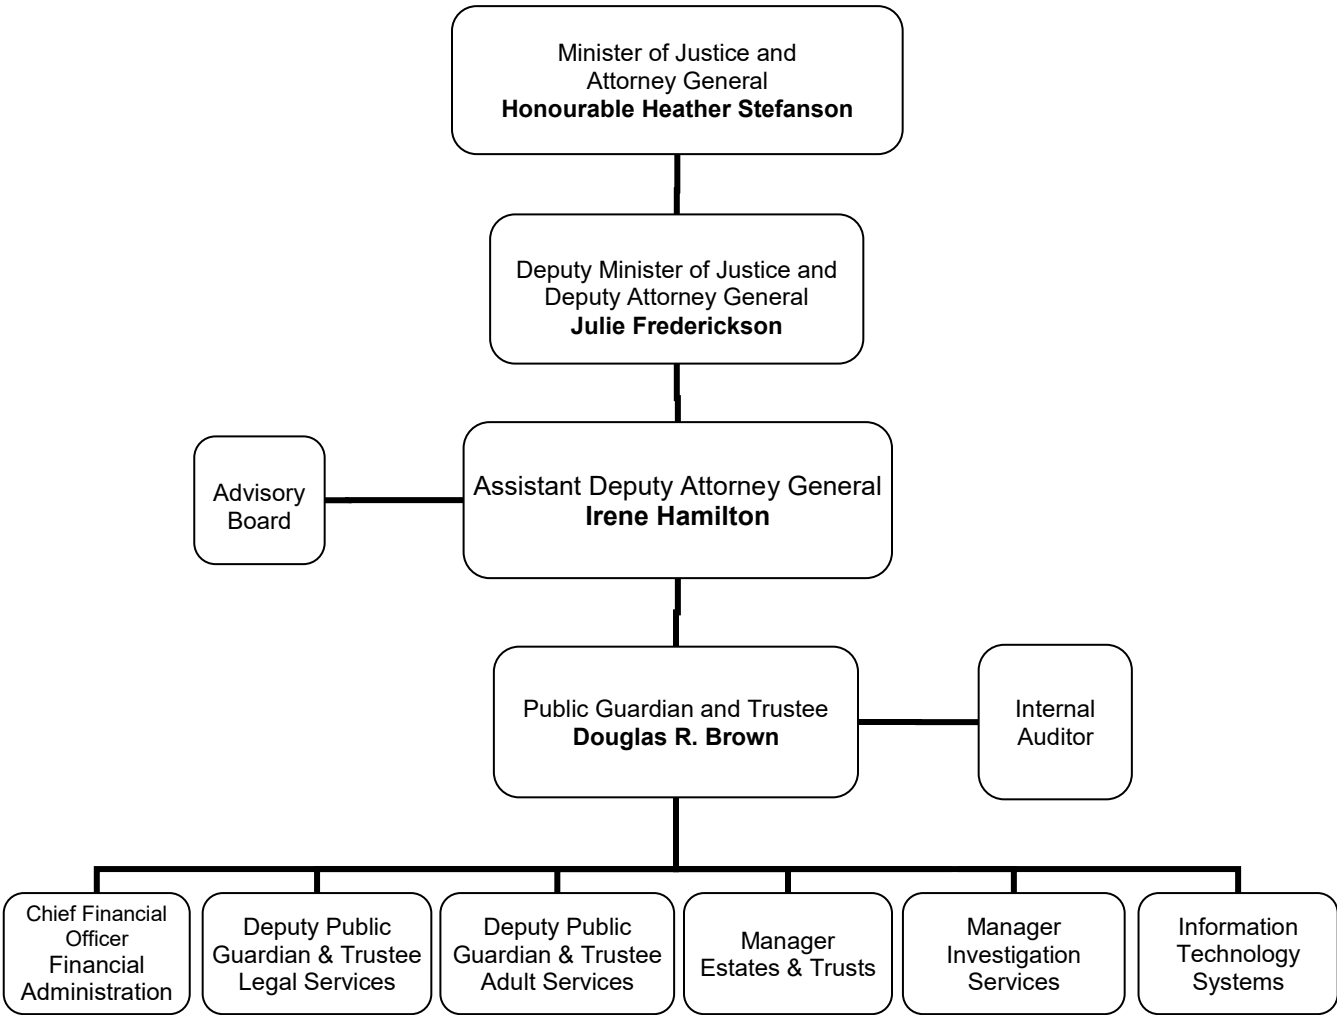 Minister of Justice and
Attorney General
Honourable Heather Stefanson
Deputy Minister of Justice and
Deputy Attorney General
Julie Frederickson
Advisory
Board
Assistant Deputy Attorney General
Irene Hamilton
Public Guardian and Trustee
Douglas R. Brown
Internal
Auditor
Chief Financial
Officer
Financial
Administration
Deputy Public
Guardian & Trustee
Legal Services
Deputy Public
Guardian & Trustee
Adult Services
Manager
Estates & Trusts
Manager
Investigation
Services
Information
Technology
Systems